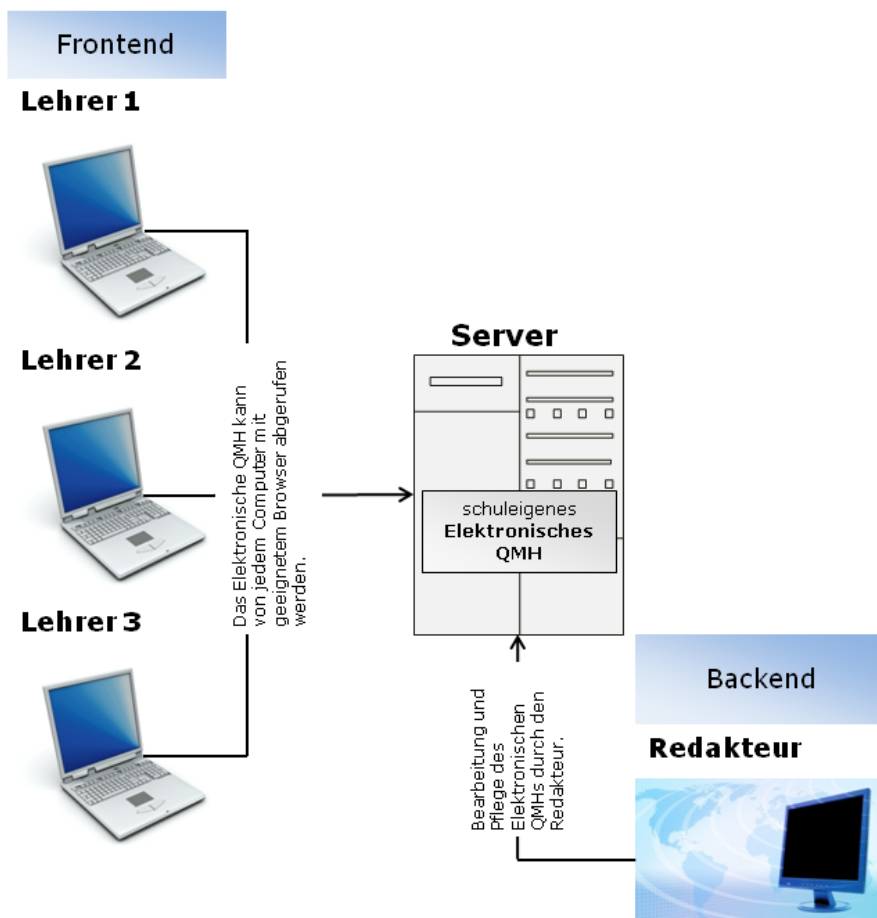 Frontend
Lehrer 1
Lehrer 2
Das Elektronische QMH kann
von jedem Computer mit
geeignetem Browser abgerufen
werden.
Lehrer 3
Server
schuleigenes
Elektronisches
QMH
Bearbeitung und
Pflege des
Elektronischen
QMHs durch den
Redakteur.
Backend
Redakteur